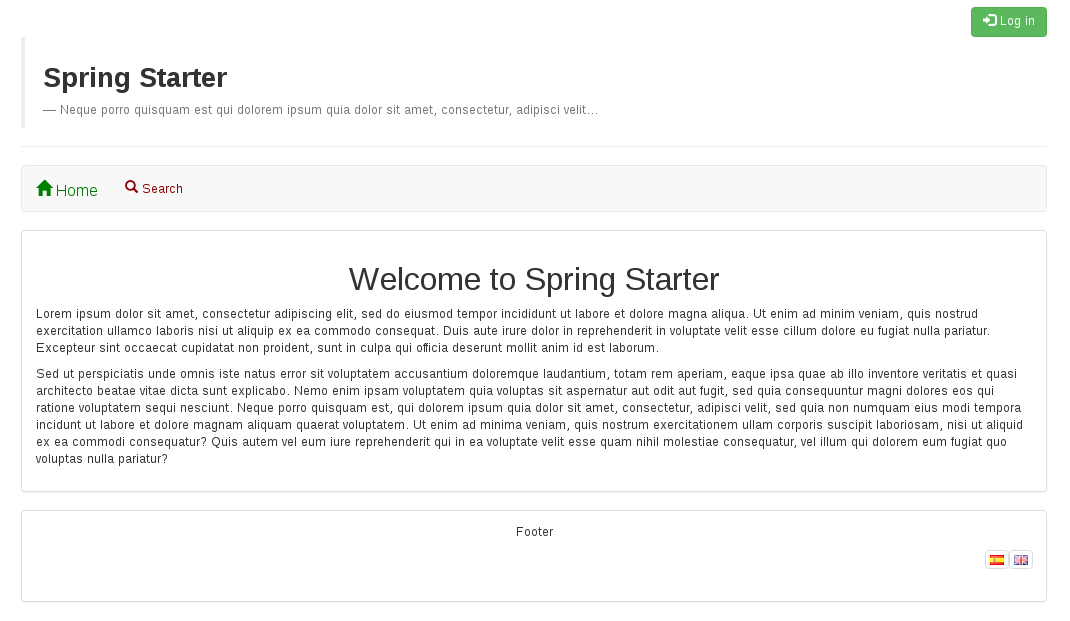 Log in
Spring Starter
— Neque porro quisquam est qui dolorem ipsum quia dolor sit amet, consectetur, adipisci velit...
Home
Search
Welcome to Spring Starter
Lorem ipsum dolor sit amet, consectetur adipiscing elit, sed do eiusmod tempor incididunt ut labore et dolore magna aliqua. Ut enim ad minim veniam, quis nostrud
exercitation ullamco laboris nisi ut aliquip ex ea commodo consequat. Duis aute irure dolor in reprehenderit in voluptate velit esse cillum dolore eu fugiat nulla pariatur.
Excepteur sint occaecat cupidatat non proident, sunt in culpa qui officia deserunt mollit anim id est laborum.
Sed ut perspiciatis unde omnis iste natus error sit voluptatem accusantium doloremque laudantium, totam rem aperiam, eaque ipsa quae ab illo inventore veritatis et quasi
architecto beatae vitae dicta sunt explicabo. Nemo enim ipsam voluptatem quia voluptas sit aspernatur aut odit aut fugit, sed quia consequuntur magni dolores eos qui
ratione voluptatem sequi nesciunt. Neque porro quisquam est, qui dolorem ipsum quia dolor sit amet, consectetur, adipisci velit, sed quia non numquam eius modi tempora
incidunt ut labore et dolore magnam aliquam quaerat voluptatem. Ut enim ad minima veniam, quis nostrum exercitationem ullam corporis suscipit laboriosam, nisi ut aliquid
ex ea commodi consequatur? Quis autem vel eum iure reprehenderit qui in ea voluptate velit esse quam nihil molestiae consequatur, vel illum qui dolorem eum fugiat quo
voluptas nulla pariatur?
Footer